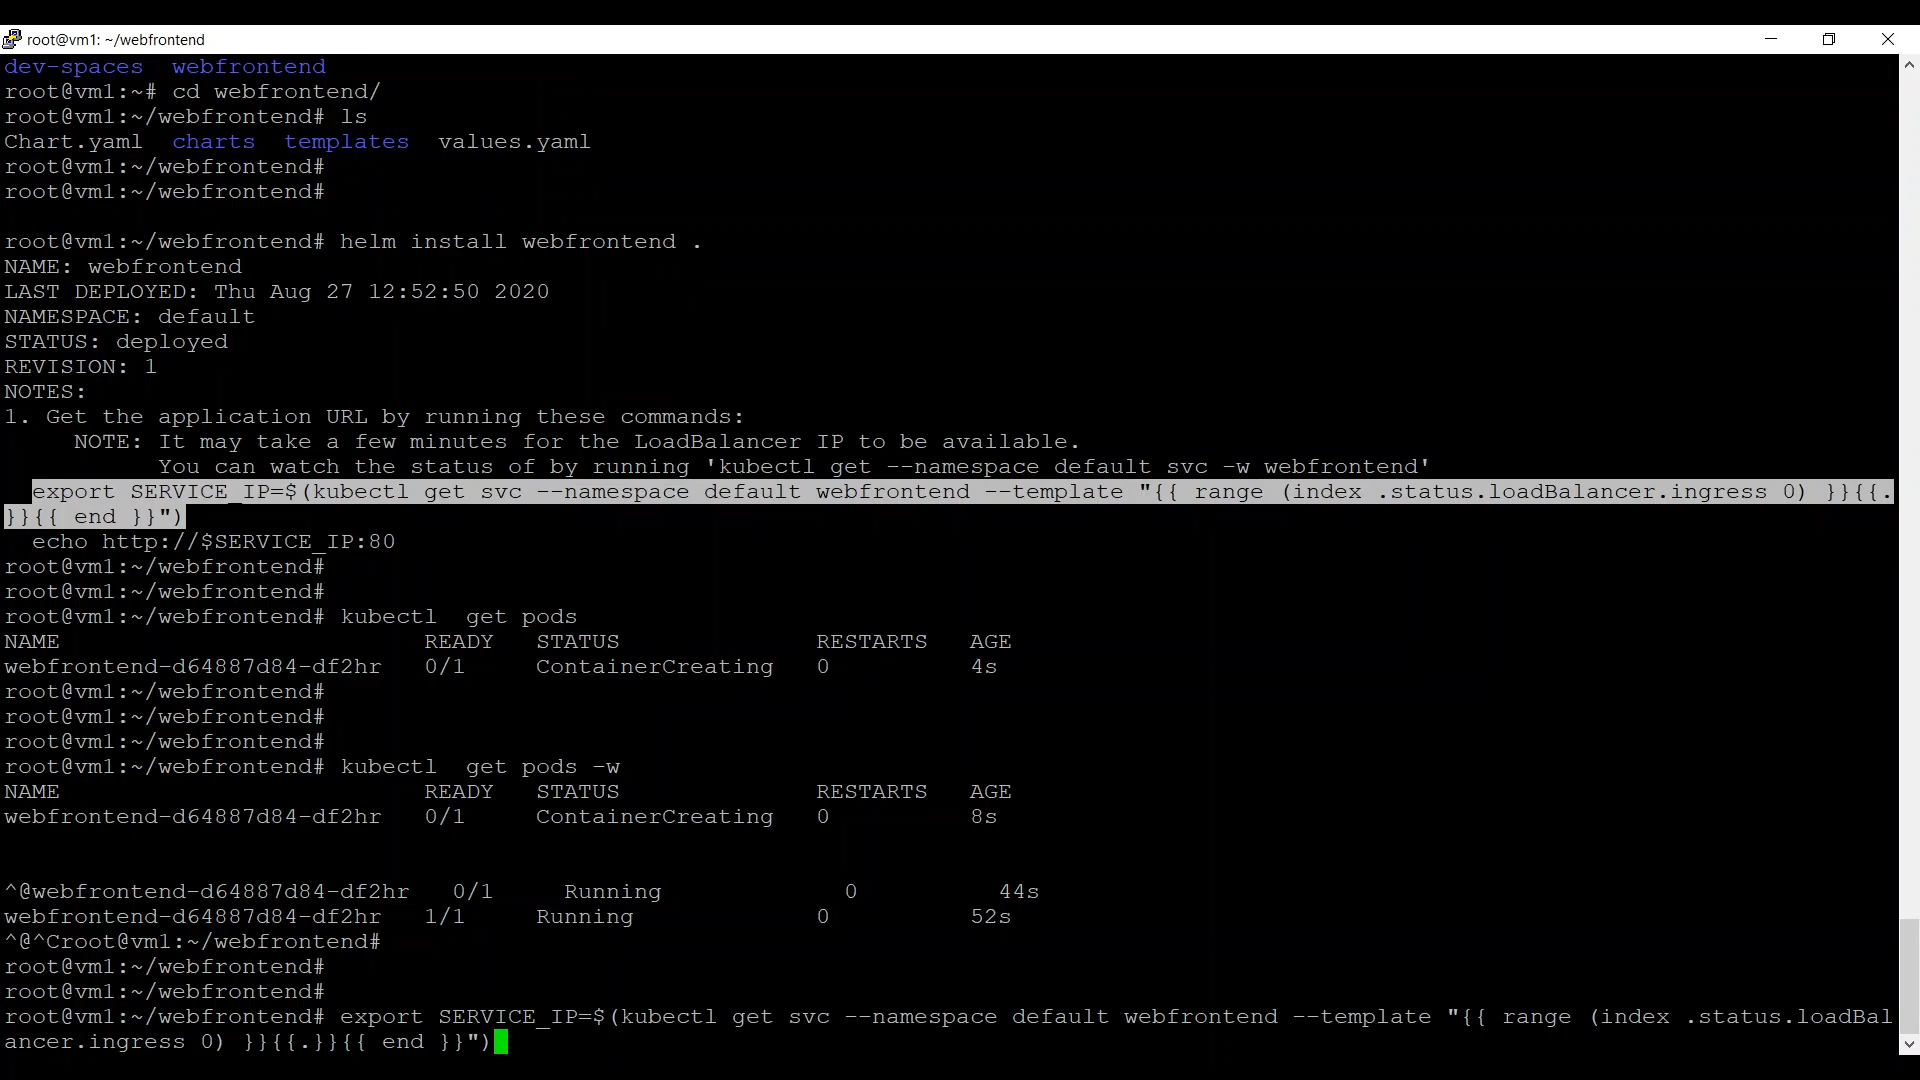 root@vm1: ~/webfrontend
dev-spaces  webfrontend
root@vm1:~# cd webfrontend/
root@vm1:~/webfrontend# ls
Chart.yaml  charts  templates  values.yaml
root@vm1:~/webfrontend#
root@vm1:~/webfrontend#
root@vm1:~/webfrontend# helm install webfrontend .
NAME: webfrontend
LAST DEPLOYED: Thu Aug 27 12:52:50 2020
NAMESPACE: default
STATUS: deployed
REVISION: 1
NOTES:
1. Get the application URL by running these commands:
     NOTE: It may take a few minutes for the LoadBalancer IP to be available.
           You can watch the status of by running 'kubectl get --namespace default svc -w webfrontend'
  export SERVICE_IP=$(kubectl get svc --namespace default webfrontend --template "{{ range (index .status.loadBalancer.ingress 0) }}{{.
}}{{ end }}")
  echo http://$SERVICE_IP:80
root@vm1:~/webfrontend#
root@vm1:~/webfrontend#
root@vm1:~/webfrontend# kubectl  get pods
NAME                          READY   STATUS              RESTARTS   AGE
webfrontend-d64887d84-df2hr   0/1     ContainerCreating   0          4s
root@vm1:~/webfrontend#
root@vm1:~/webfrontend#
root@vm1:~/webfrontend#
root@vm1:~/webfrontend# kubectl  get pods -w
NAME                          READY   STATUS              RESTARTS   AGE
webfrontend-d64887d84-df2hr   0/1     ContainerCreating   0          8s
^@webfrontend-d64887d84-df2hr   0/1     Running             0          44s
webfrontend-d64887d84-df2hr   1/1     Running             0          52s
^@^Croot@vm1:~/webfrontend#
root@vm1:~/webfrontend#
root@vm1:~/webfrontend#
root@vm1:~/webfrontend# export SERVICE_IP=$(kubectl get svc --namespace default webfrontend --template "{{ range (index .status.loadBal
ancer.ingress 0) }}{{.}}{{ end }}")